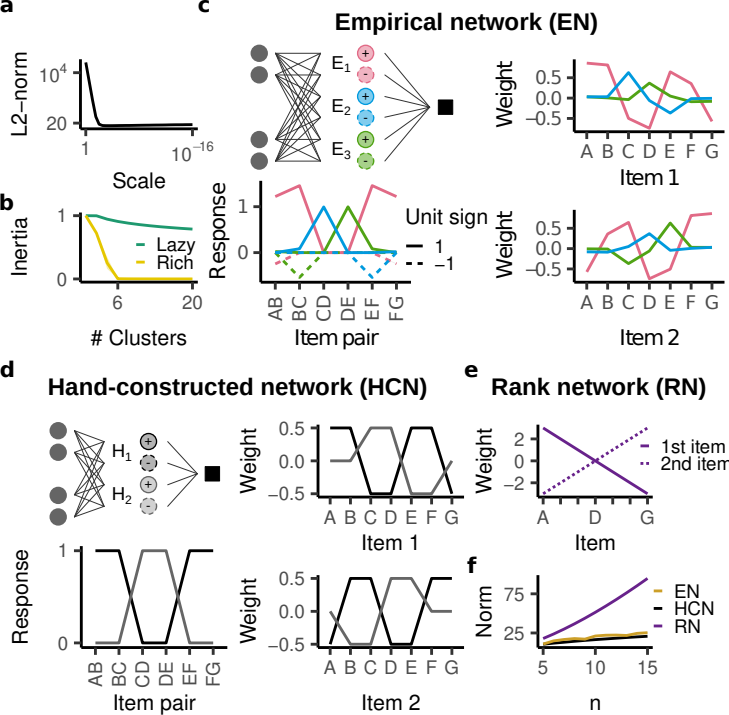 a
L2−norm
10⁴
20
1
10⁻¹⁶
Scale
b
Inertia
1
0
Lazy
Rich
6
20
# Clusters
c
Empirical network (EN)
E₁
E₂
E₃
+
-
+
-
+
-
Response
1
0
AB
BC
CD
DE
EF
FG
Item pair
Unit sign
1
−1
Weight
0.5
0.0
−0.5
A B C D E F G
Item 1
Weight
0.5
0.0
−0.5
A B C D E F G
Item 2
d
Hand-constructed network (HCN)
H₁
H₂
+
-
+
-
Response
1
0
AB
BC
CD
DE
EF
FG
Item pair
Weight
0.5
0.0
−0.5
A B C D E F G
Item 1
Weight
0.5
0.0
−0.5
A B C D E F G
Item 2
e
Rank network (RN)
Weight
2
0
−2
A D G
Item
1st item
2nd item
f
Norm
75
25
5 10 15
n
EN
HCN
RN